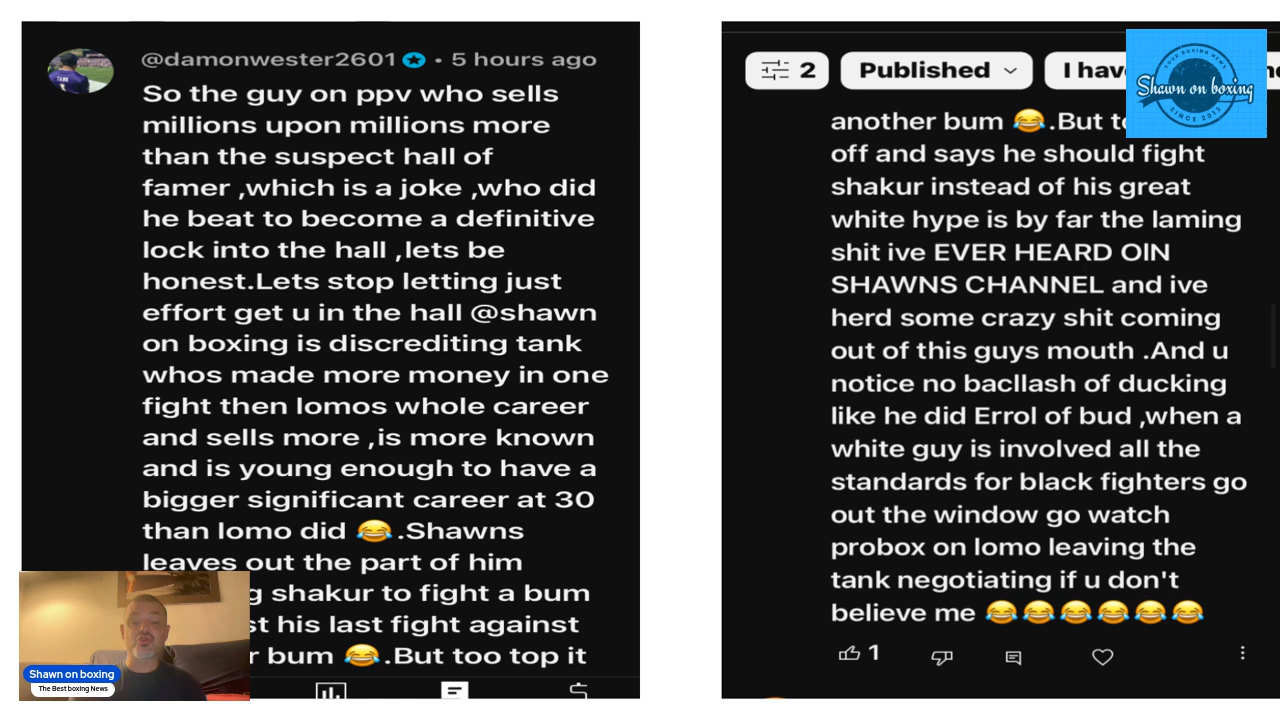 @damonwester2601 • 5 hours ago
So the guy on ppv who sells
millions upon millions more
than the suspect hall of
famer ,which is a joke ,who did
he beat to become a definitive
lock into the hall ,lets be
honest.Lets stop letting just
effort get u in the hall @shawn
on boxing is discrediting tank
whos made more money in one
fight then lomos whole career
and sells more ,is more known
and is young enough to have a
bigger significant career at 30
than lomo did 😂.Shawns
leaves out the part of him
shakur to fight a bum
his last fight against
bum 😂.But too top it
Shawn on boxing
The Best boxing News
2
Published
I have
another bum 😂.But
off and says he should fight
shakur instead of his great
white hype is by far the laming
shit ive EVER HEARD OIN
SHAWNS CHANNEL and ive
herd some crazy shit coming
out of this guys mouth .And u
notice no bacllash of ducking
like he did Errol of bud ,when a
white guy is involved all the
standards for black fighters go
out the window go watch
probox on lomo leaving the
tank negotiating if u don't
believe me 😂😂😂😂😂😂
1
YOUR BOXING NEWS
Shawn on boxing
SINCE 2012